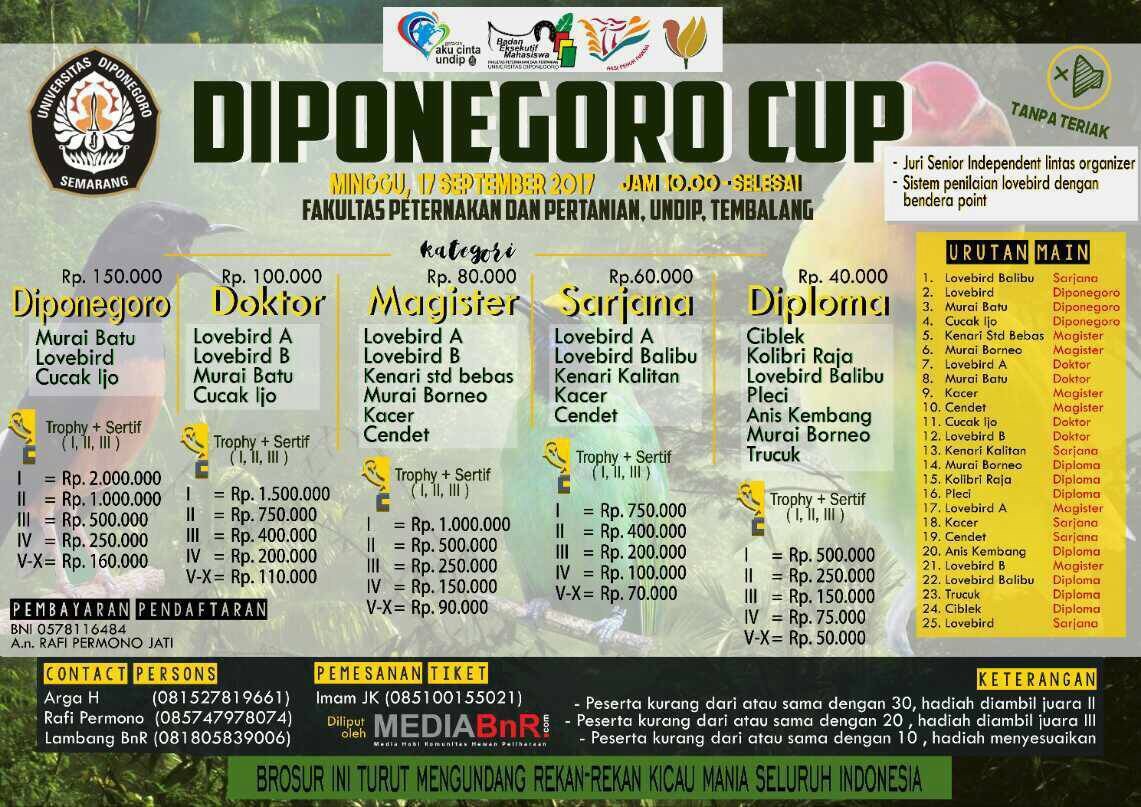 gerakan
aku cinta
undip
Badan
Eksekutif
Mahasiswa
FAKULTAS PETERNAKAN DAN PERTANIAN
UNIVERSITAS DIPONEGORO
UNIVERSITAS DIPONEGORO
SEMARANG
DIPONEGORO CUP
TANPA TERIAK
MINGGU, 17 SEPTEMBER 2017 JAM 10.00 -SELESAI
FAKULTAS PETERNAKAN DAN PERTANIAN, UNDIP, TEMBALANG
- Juri Senior Independent lintas organizer
- Sistem penilaian lovebird dengan
bendera point
kategori
Rp. 150.000
Diponegoro
Murai Batu
Lovebird
Cucak Ijo
Trophy + Sertif
( I, II, III )
I = Rp. 2.000.000
II = Rp. 1.000.000
III = Rp. 500.000
IV = Rp. 250.000
V-X= Rp. 160.000
Rp. 100.000
Doktor
Lovebird A
Lovebird B
Murai Batu
Cucak Ijo
Trophy + Sertif
( I, II, III )
I = Rp. 1.500.000
II = Rp. 750.000
III = Rp. 400.000
IV = Rp. 200.000
V-X= Rp. 110.000
Rp. 80.000
Magister
Lovebird A
Lovebird B
Kenari std bebas
Murai Borneo
Kacer
Cendet
Trophy + Sertif
( I, II, III )
I = Rp. 1.000.000
II = Rp. 500.000
III = Rp. 250.000
IV = Rp. 150.000
V-X= Rp. 90.000
Rp.60.000
Sarjana
Lovebird A
Lovebird Balibu
Kenari Kalitan
Kacer
Cendet
Trophy + Sertif
( I, II, III )
I = Rp. 750.000
II = Rp. 400.000
III = Rp. 200.000
IV = Rp. 100.000
V-X= Rp. 70.000
Rp. 40.000
Diploma
Ciblek
Kolibri Raja
Lovebird Balibu
Pleci
Anis Kembang
Murai Borneo
Trucuk
Trophy + Sertif
( I, II, III )
I = Rp. 500.000
II = Rp. 250.000
III = Rp. 150.000
IV = Rp. 75.000
V-X= Rp. 50.000
URUTAN MAIN
1. Lovebird Balibu Sarjana
2. Lovebird Diponegoro
3. Murai Batu Diponegoro
4. Cucak Ijo Diponegoro
5. Kenari Std Bebas Magister
6. Murai Borneo Magister
7. Lovebird A Doktor
8. Murai Batu Doktor
9. Kacer Magister
10. Cendet Magister
11. Cucak Ijo Doktor
12. Lovebird B Doktor
13. Kenari Kalitan Sarjana
14. Murai Borneo Diploma
15. Kolibri Raja Diploma
16. Pleci Diploma
17. Lovebird A Magister
18. Kacer Sarjana
19. Cendet Sarjana
20. Anis Kembang Diploma
21. Lovebird B Magister
22. Lovebird Balibu Diploma
23. Trucuk Diploma
24. Ciblek Diploma
25. Lovebird Sarjana
PEMBAYARAN PENDAFTARAN
BNI 0578116484
A.n. RAFI PERMONO JATI
CONTACT PERSONS
Arga H (081527819661)
Rafi Permono (085747978074)
Lambang BnR (081805839006)
PEMESANAN TIKET
Imam JK (085100155021)
Diliput
oleh
MEDIABnR.com
Media Hobi Komunitas Hewan Peliharaan
KETERANGAN
- Peserta kurang dari atau sama dengan 30, hadiah diambil juara II
- Peserta kurang dari atau sama dengan 20 , hadiah diambil juara III
- Peserta kurang dari atau sama dengan 10 , hadiah menyesuaikan
BROSUR INI TURUT MENGUNDANG REKAN-REKAN KICAU MANIA SELURUH INDONESIA